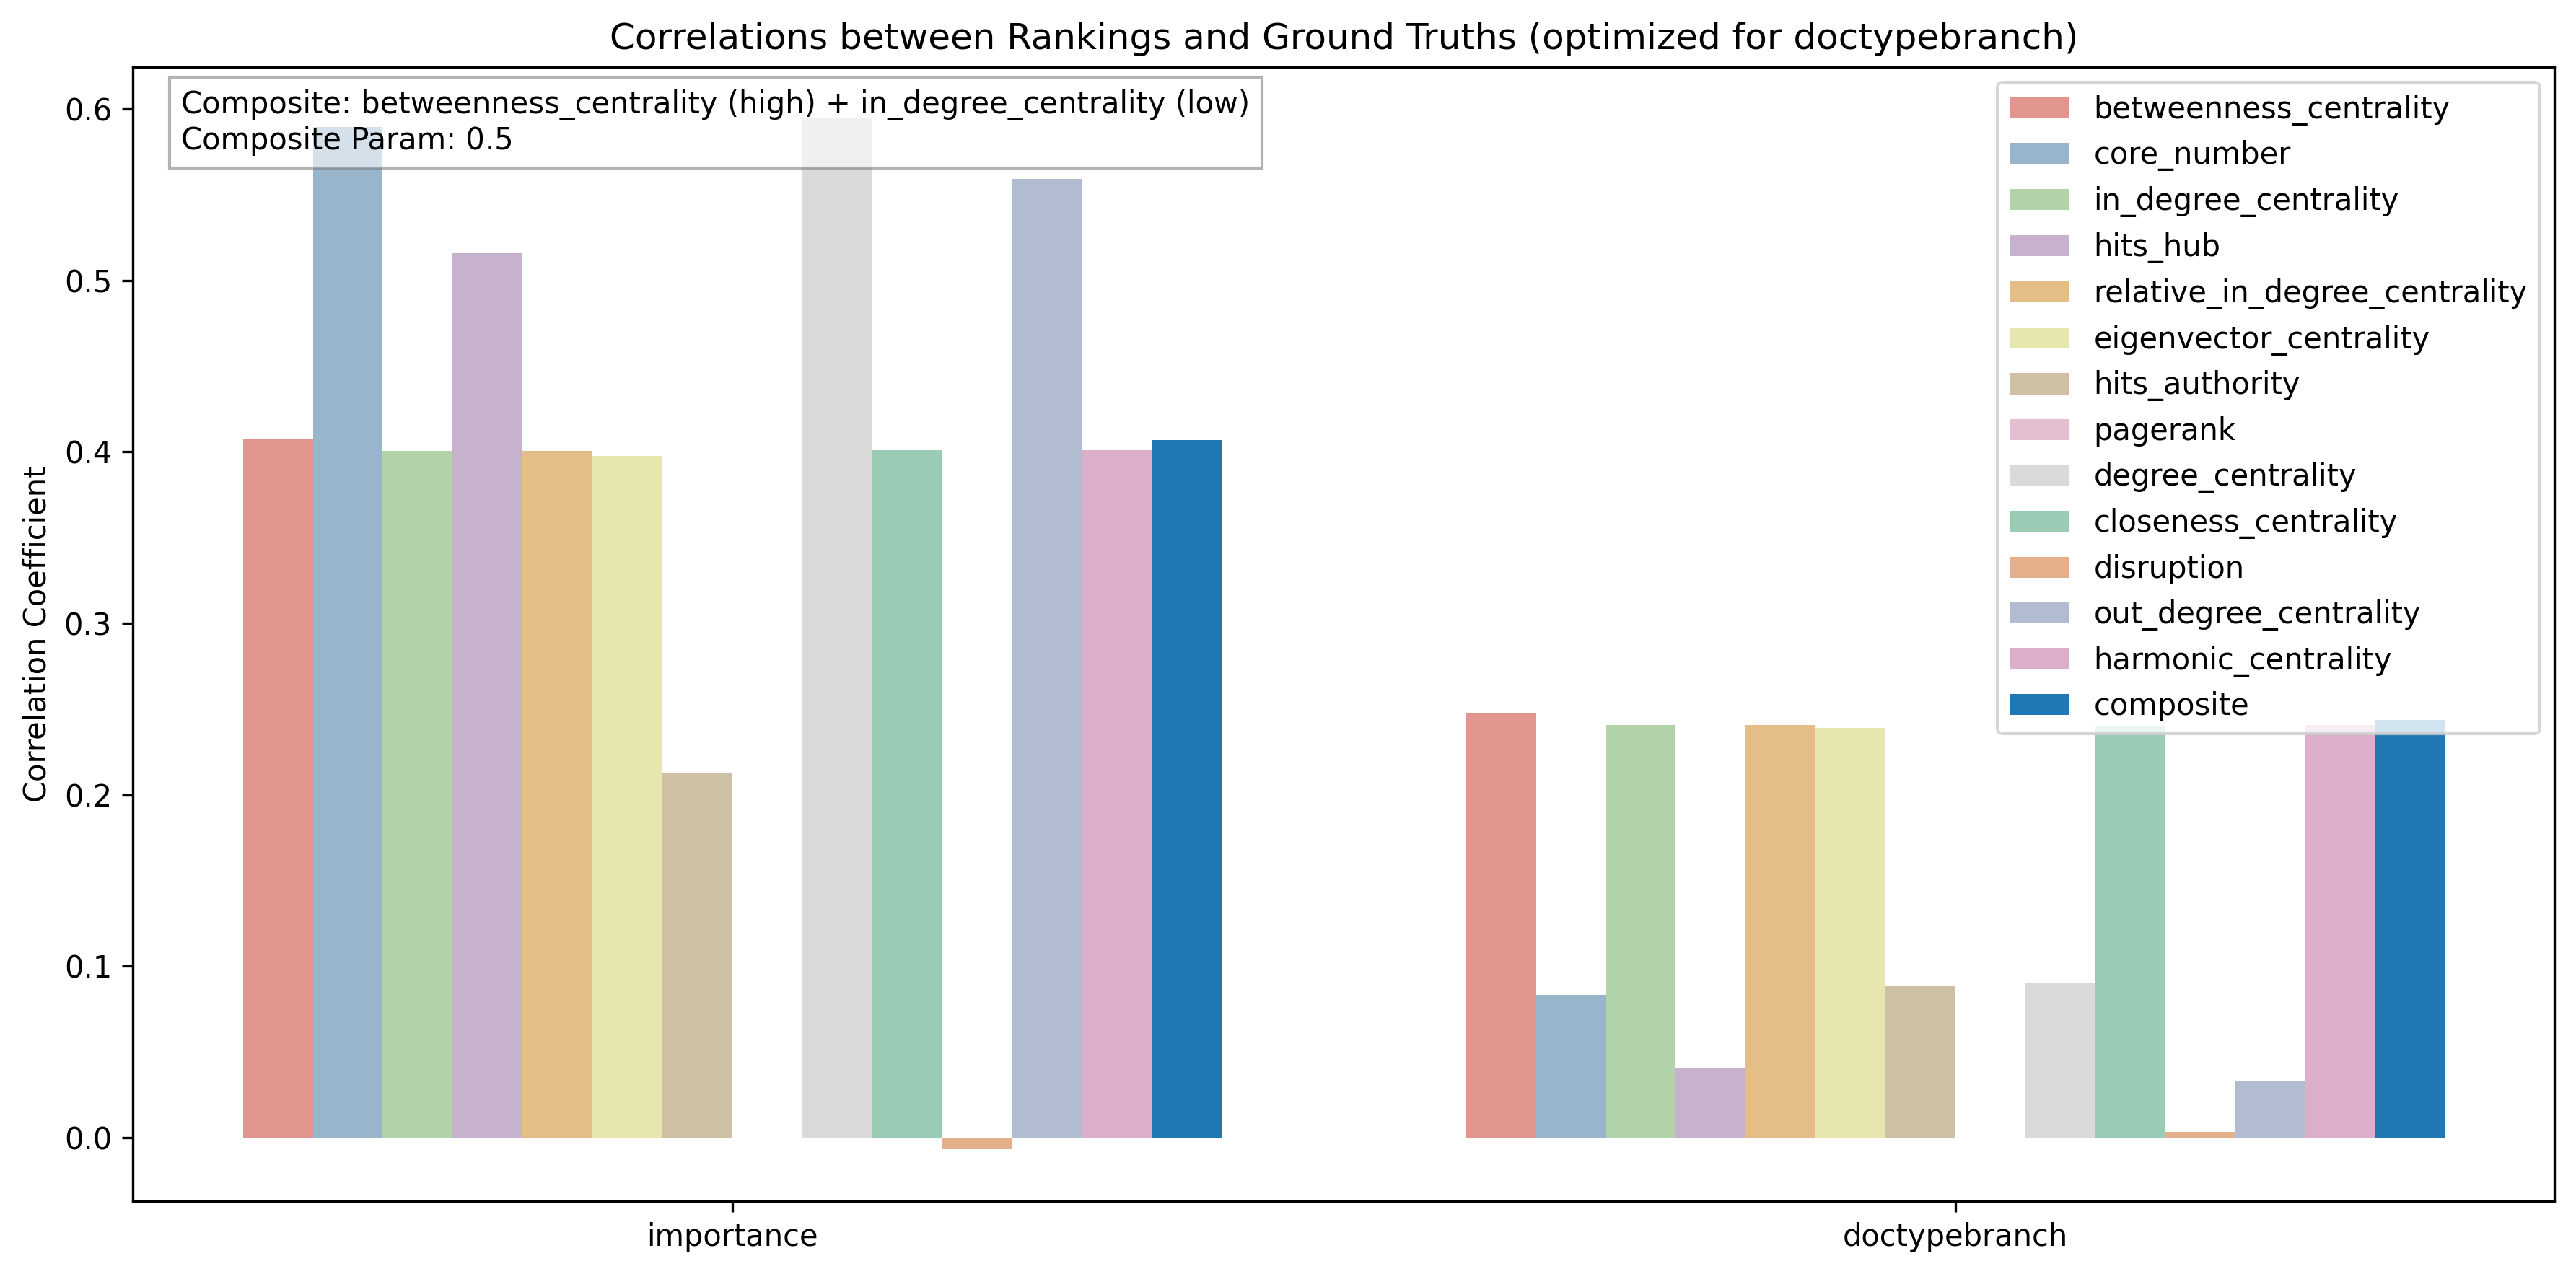 Correlations between Rankings and Ground Truths (optimized for doctypebranch)
Composite: betweenness_centrality (high) + in_degree_centrality (low)
Composite Param: 0.5
betweenness_centrality
core_number
in_degree_centrality
hits_hub
relative_in_degree_centrality
eigenvector_centrality
hits_authority
pagerank
degree_centrality
closeness_centrality
disruption
out_degree_centrality
harmonic_centrality
composite
Correlation Coefficient
0.6
0.5
0.4
0.3
0.2
0.1
0.0
importance
doctypebranch